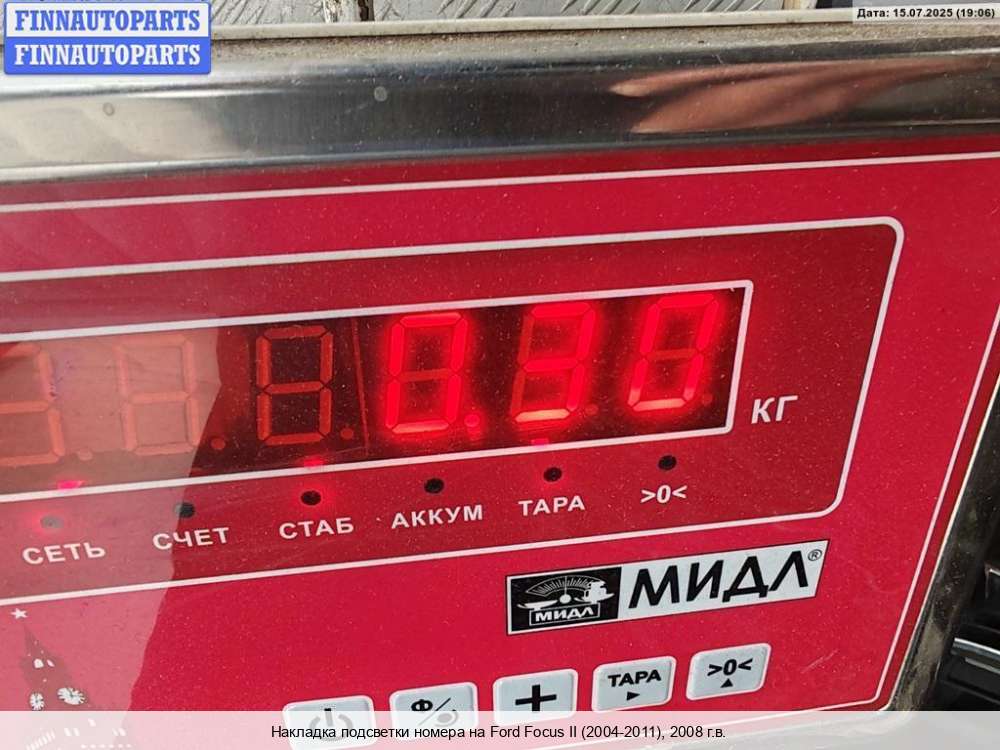 FINNAUTOPARTS
FINNAUTOPARTS
Дата: 15.07.2025 (19:06)
0.30
КГ
СЕТЬ СЧЕТ СТАБ АККУМ ТАРА >0<
МИДЛ МИДЛ®
Ф/ + ТАРА >0<
Накладка подсветки номера на Ford Focus II (2004-2011), 2008 г.в.